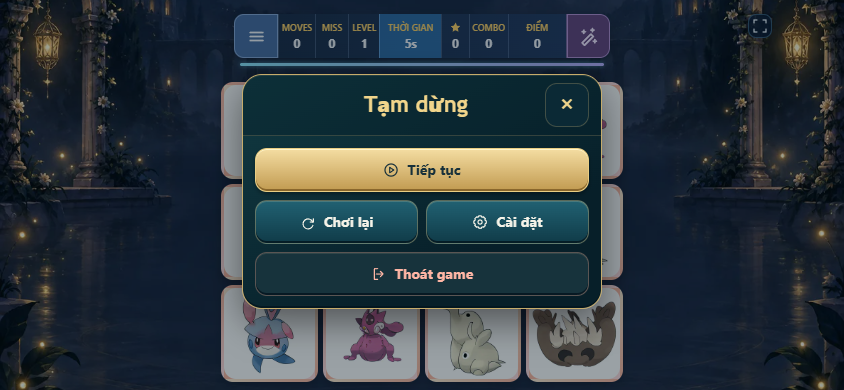 MOVES MISS LEVEL THỜI GIAN COMBO ĐIỂM
0 0 1 5s 0 0 0
Tạm dừng
Tiếp tục
Chơi lại Cài đặt
Thoát game